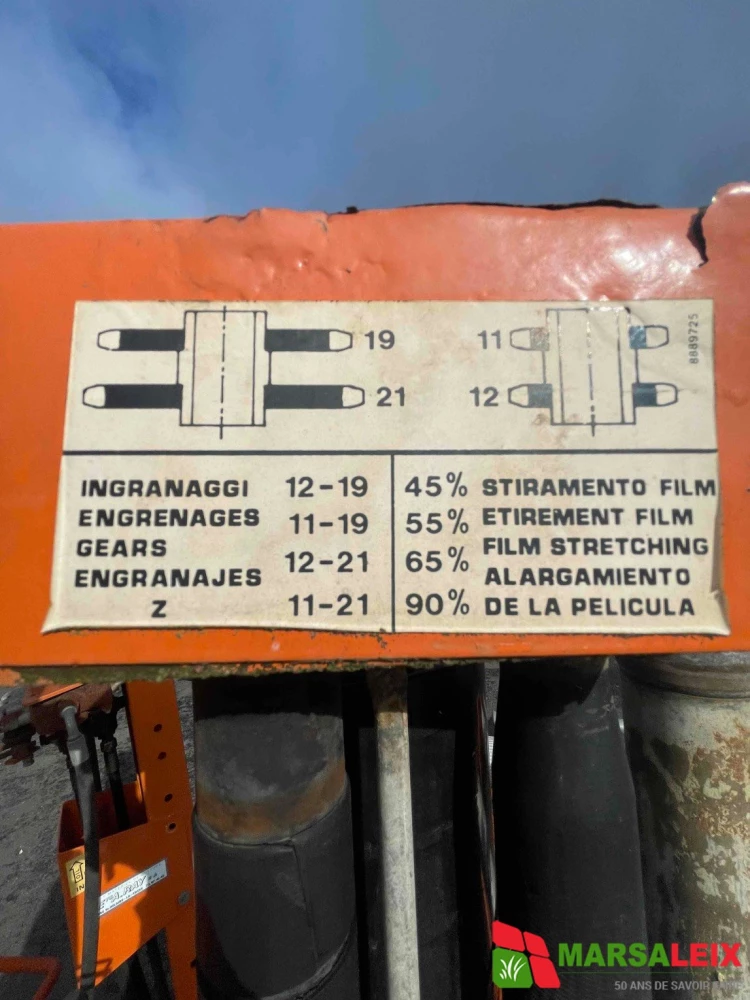 19
11
21
12
8889725
INGRANAGGI 12-19 45% STIRAMENTO FILM
ENGRENAGES 11-19 55% ETIREMENT FILM
GEARS 12-21 65% FILM STRETCHING
ENGRANAJES ALARGAMIENTO
Z 11-21 90% DE LA PELICULA
IN
MARSALEIX
50 ANS DE SAVOIR